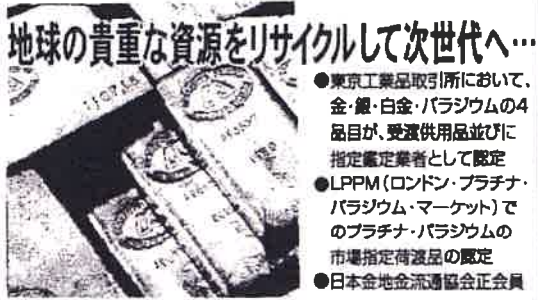 地球の貴重な資源をリサイクルして次世代へ…
●東京工業品取引所において、
金・銀・白金・パラジウムの4
品目が、受渡供用品並びに
指定鑑定業者として認定
●LPPM(ロンドン・プラチナ・
パラジウム・マーケット)で
のプラチナ・パラジウムの
市場指定荷渡品の認定
●日本金地金流通協会正会員